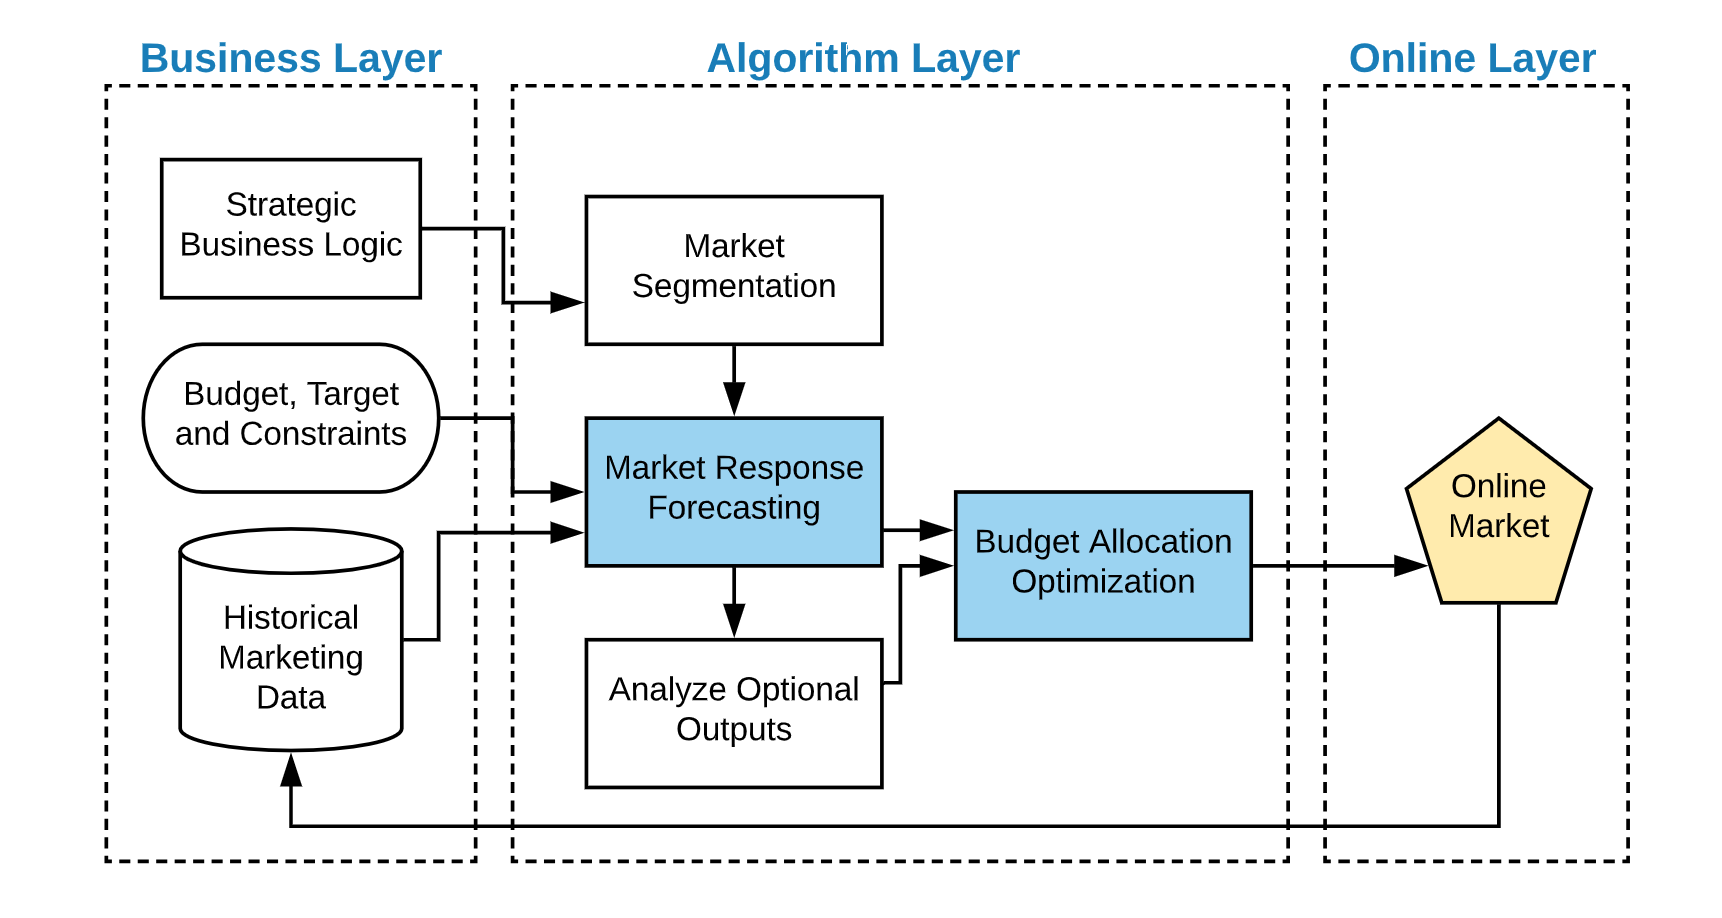 Business Layer
Algorithm Layer
Online Layer
Strategic
Business Logic
Budget, Target
and Constraints
Historical
Marketing
Data
Market
Segmentation
Market Response
Forecasting
Analyze Optional
Outputs
Budget Allocation
Optimization
Online
Market